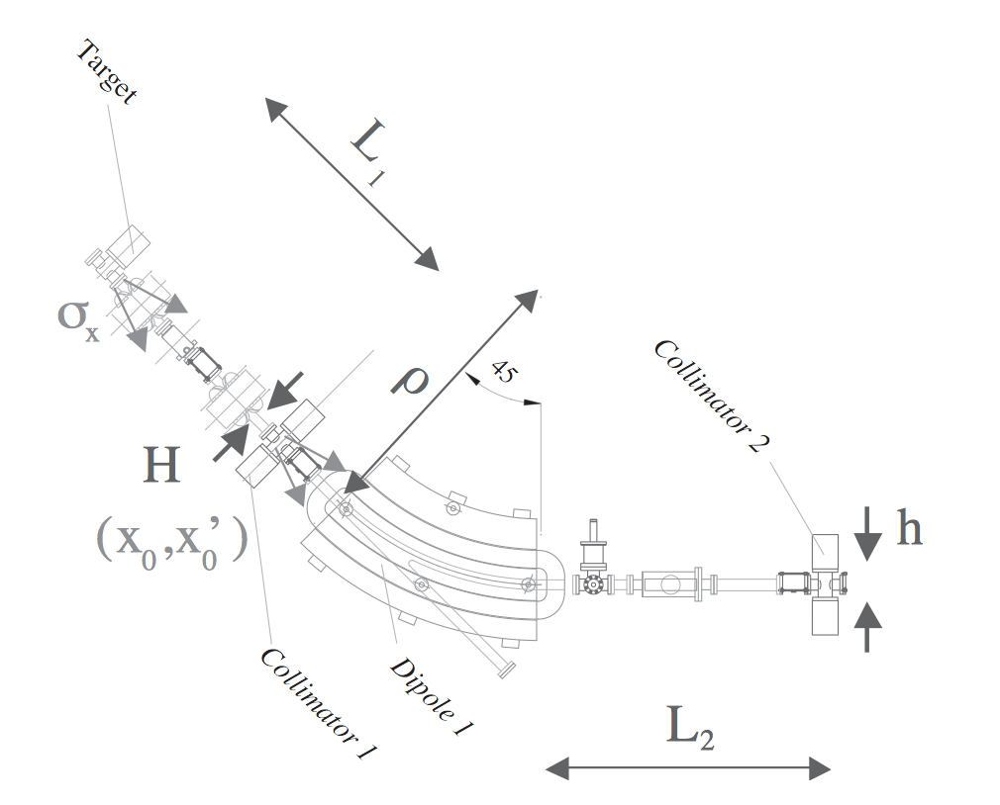 Target
L1
σx
ρ
45
Collimator 2
H
h
(x0,x0’)
Collimator 1
Dipole 1
L2